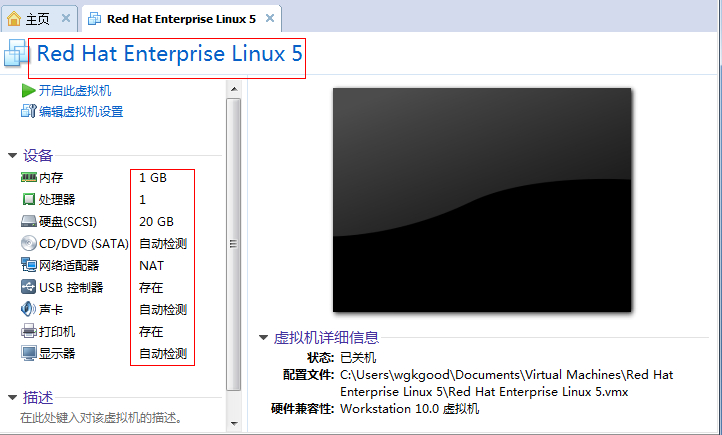 主页
Red Hat Enterprise Linux 5
Red Hat Enterprise Linux 5
开启此虚拟机
编辑虚拟机设置
设备
内存 1 GB
处理器 1
硬盘(SCSI) 20 GB
CD/DVD (SATA) 自动检测
网络适配器 NAT
USB 控制器 存在
声卡 自动检测
打印机 存在
显示器 自动检测
描述
在此处键入对该虚拟机的描述。
虚拟机详细信息
状态: 已关机
配置文件: C:\Users\wgkgood\Documents\Virtual Machines\Red Hat
Enterprise Linux 5\Red Hat Enterprise Linux 5.vmx
硬件兼容性: Workstation 10.0 虚拟机